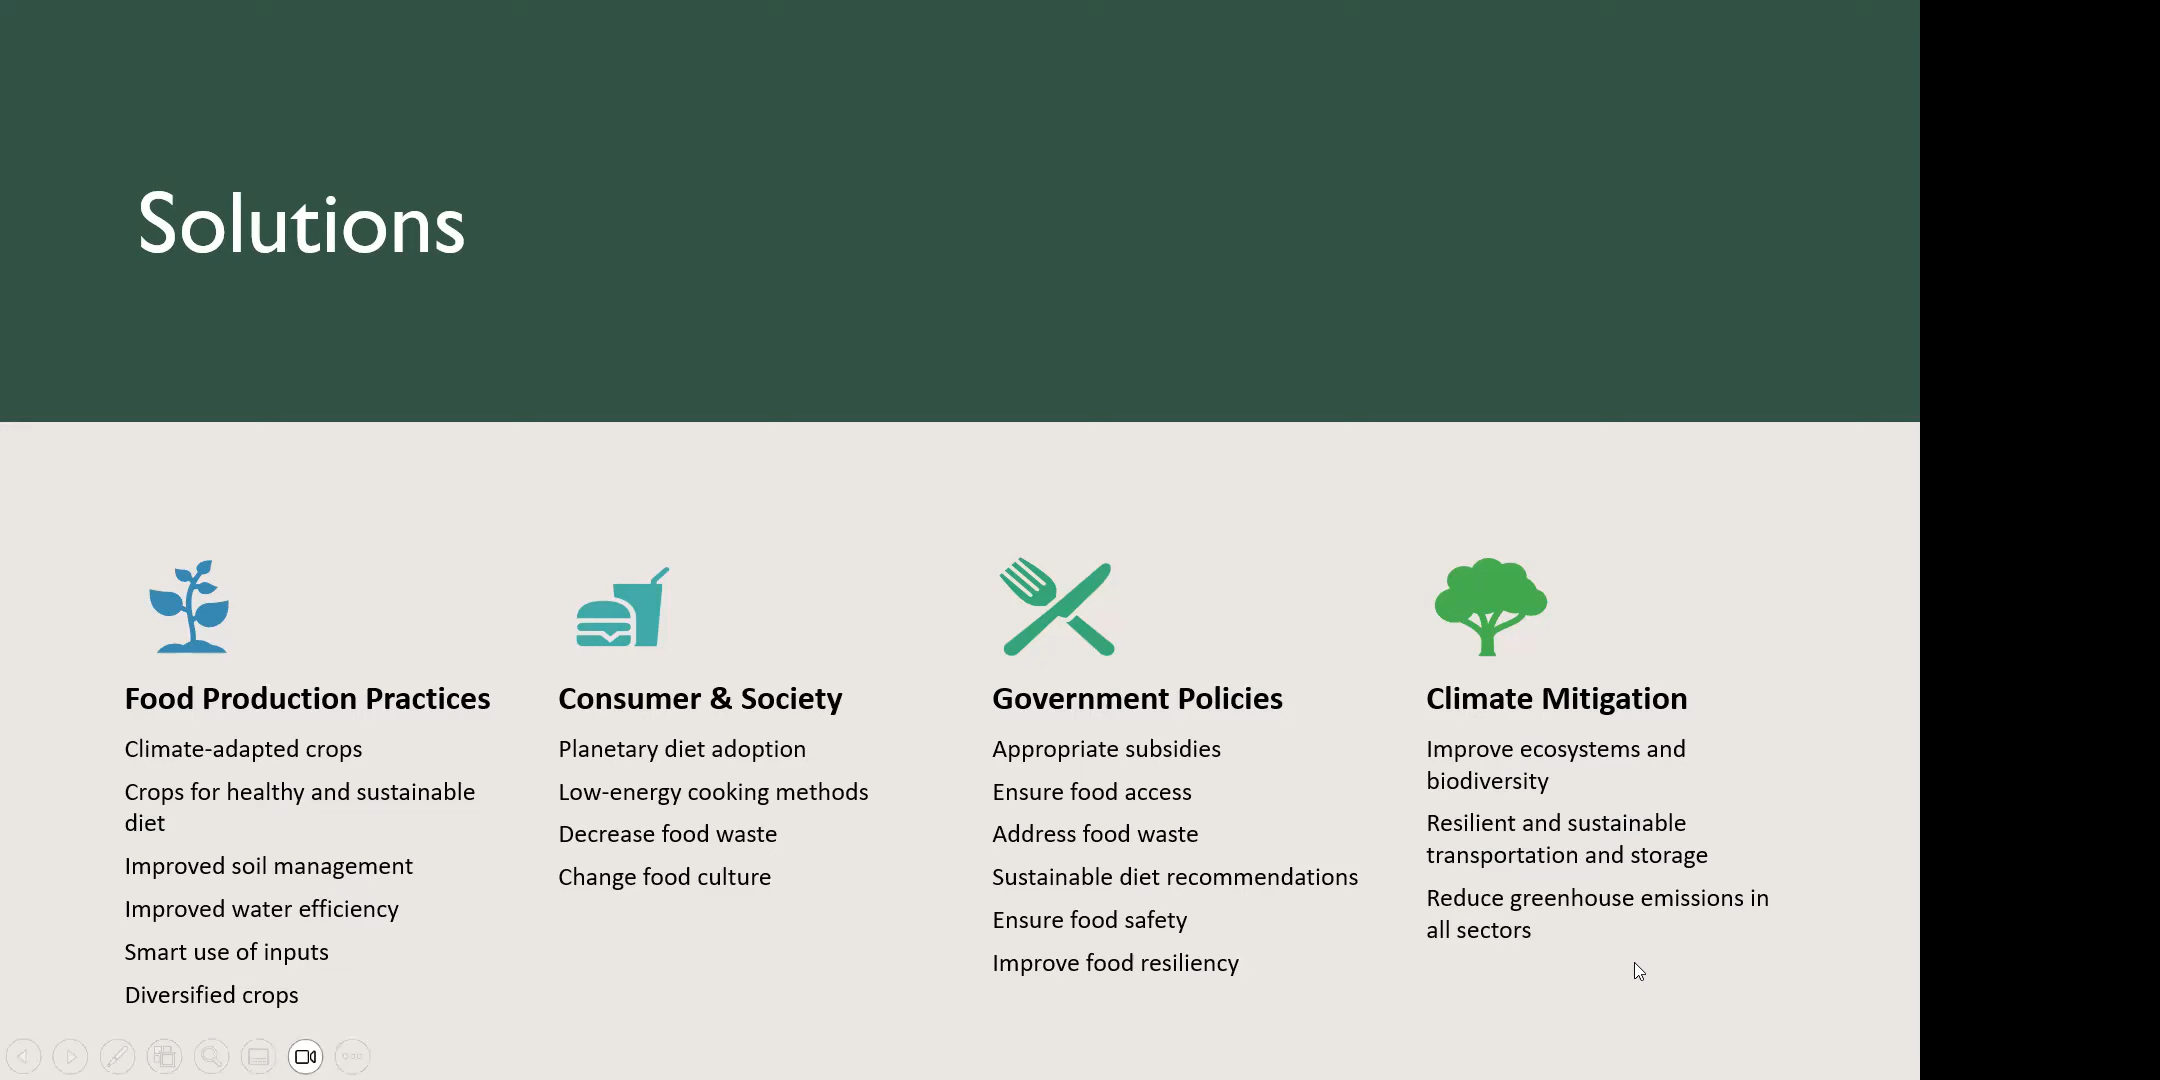 Solutions
Food Production Practices
Climate-adapted crops
Crops for healthy and sustainable
diet
Improved soil management
Improved water efficiency
Smart use of inputs
Diversified crops
Consumer & Society
Planetary diet adoption
Low-energy cooking methods
Decrease food waste
Change food culture
Government Policies
Appropriate subsidies
Ensure food access
Address food waste
Sustainable diet recommendations
Ensure food safety
Improve food resiliency
Climate Mitigation
Improve ecosystems and
biodiversity
Resilient and sustainable
transportation and storage
Reduce greenhouse emissions in
all sectors